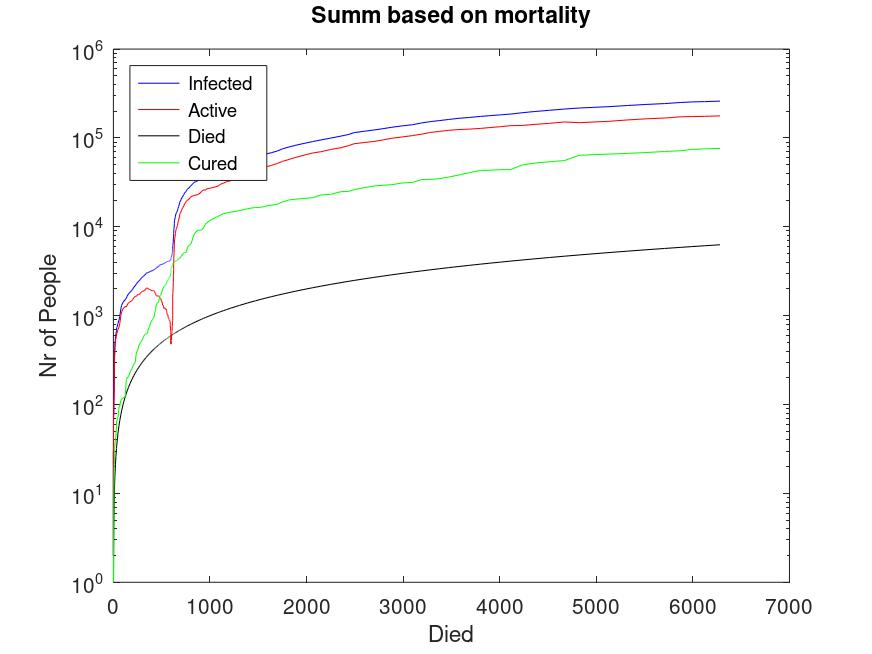 Summ based on mortality
10^6
10^5
10^4
10^3
10^2
10^1
10^0
Nr of People
Infected
Active
Died
Cured
0 1000 2000 3000 4000 5000 6000 7000
Died